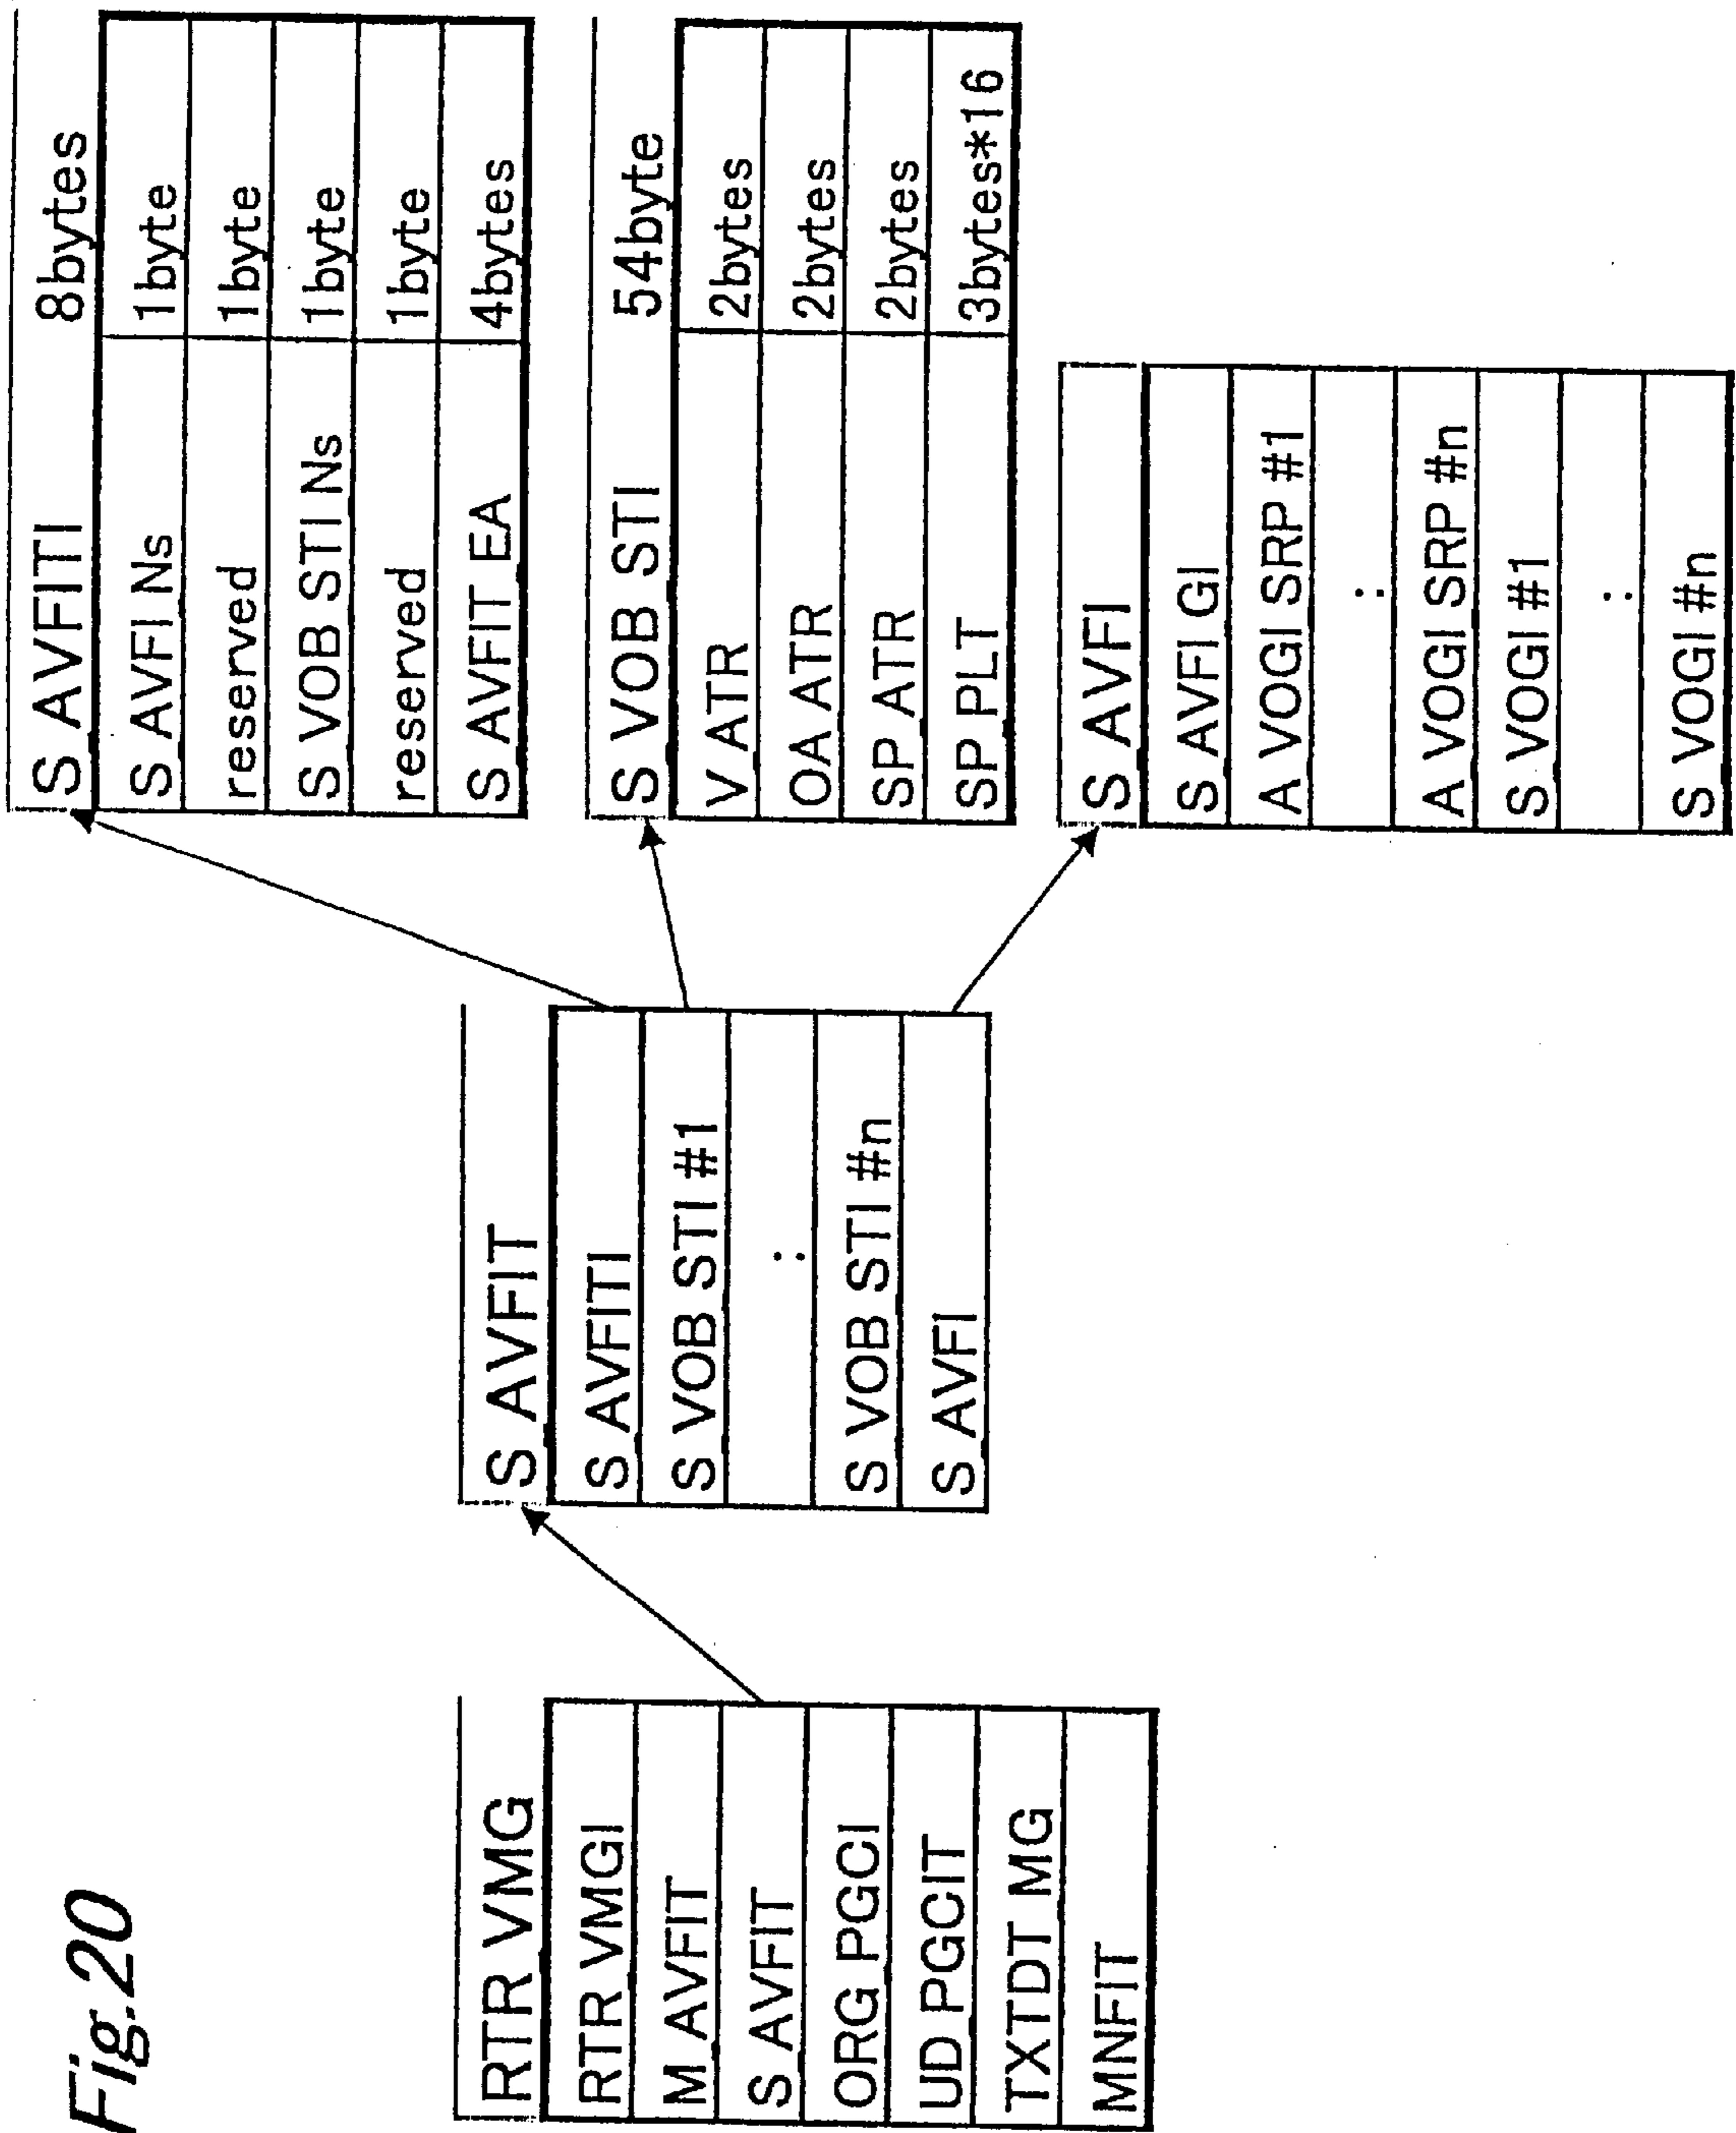 Fig.20
RTR VMG
RTR VMGI
M AVFIT
S AVFIT
ORG PGCI
UD PGCIT
TXTDT MG
MNFIT
S AVFIT
S AVFITI
S VOB STI #1
:
S VOB STI #n
S AVFI
S AVFITI 8bytes
S AVFI Ns 1byte
reserved 1byte
S VOB STI Ns 1byte
reserved 1byte
S AVFIT EA 4bytes
S VOB STI 54byte
V ATR 2bytes
OA ATR 2bytes
SP ATR 2bytes
SP PLT 3bytes*16
S AVFI
S AVFI GI
A VOGI SRP #1
:
A VOGI SRP #n
S VOGI #1
:
S VOGI #n